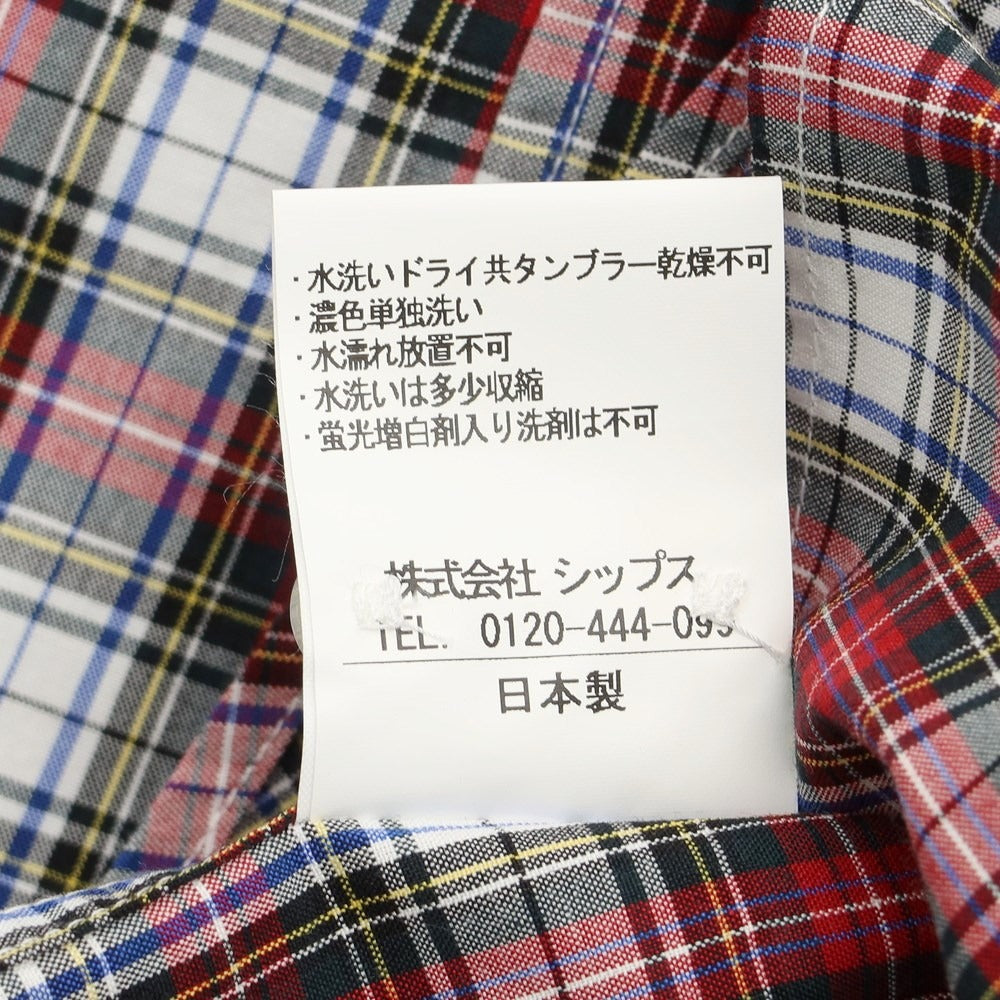 ・水洗いドライ共タンブラー乾燥不可
・濃色単独洗い
・水濡れ放置不可
・水洗いは多少収縮
・蛍光増白剤入り洗剤は不可
株式会社 シップス
TEL. 0120-444-099
日本製